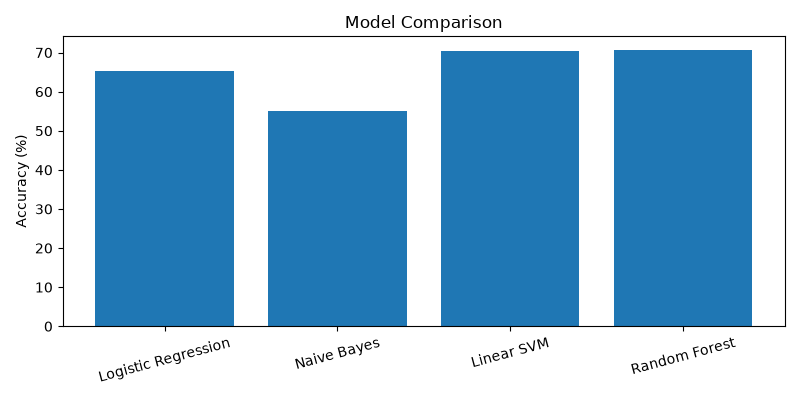 Model Comparison
Accuracy (%)
70
60
50
40
30
20
10
0
Logistic Regression
Naive Bayes
Linear SVM
Random Forest